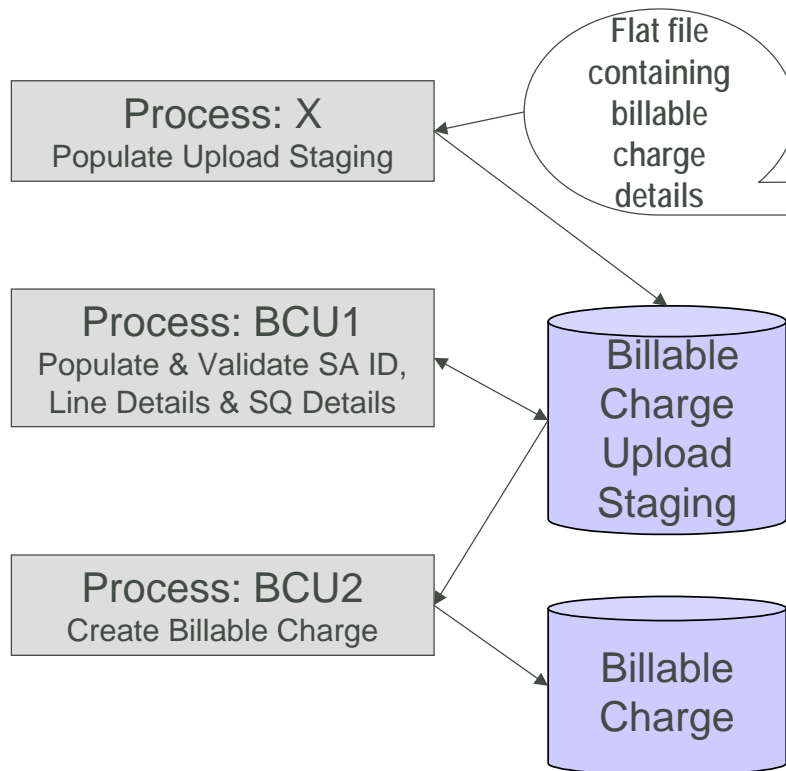 Flat file
containing
billable
charge
details
Process: X
Populate Upload Staging
Process: BCU1
Populate & Validate SA ID,
Line Details & SQ Details
Billable
Charge
Upload
Staging
Process: BCU2
Create Billable Charge
Billable
Charge